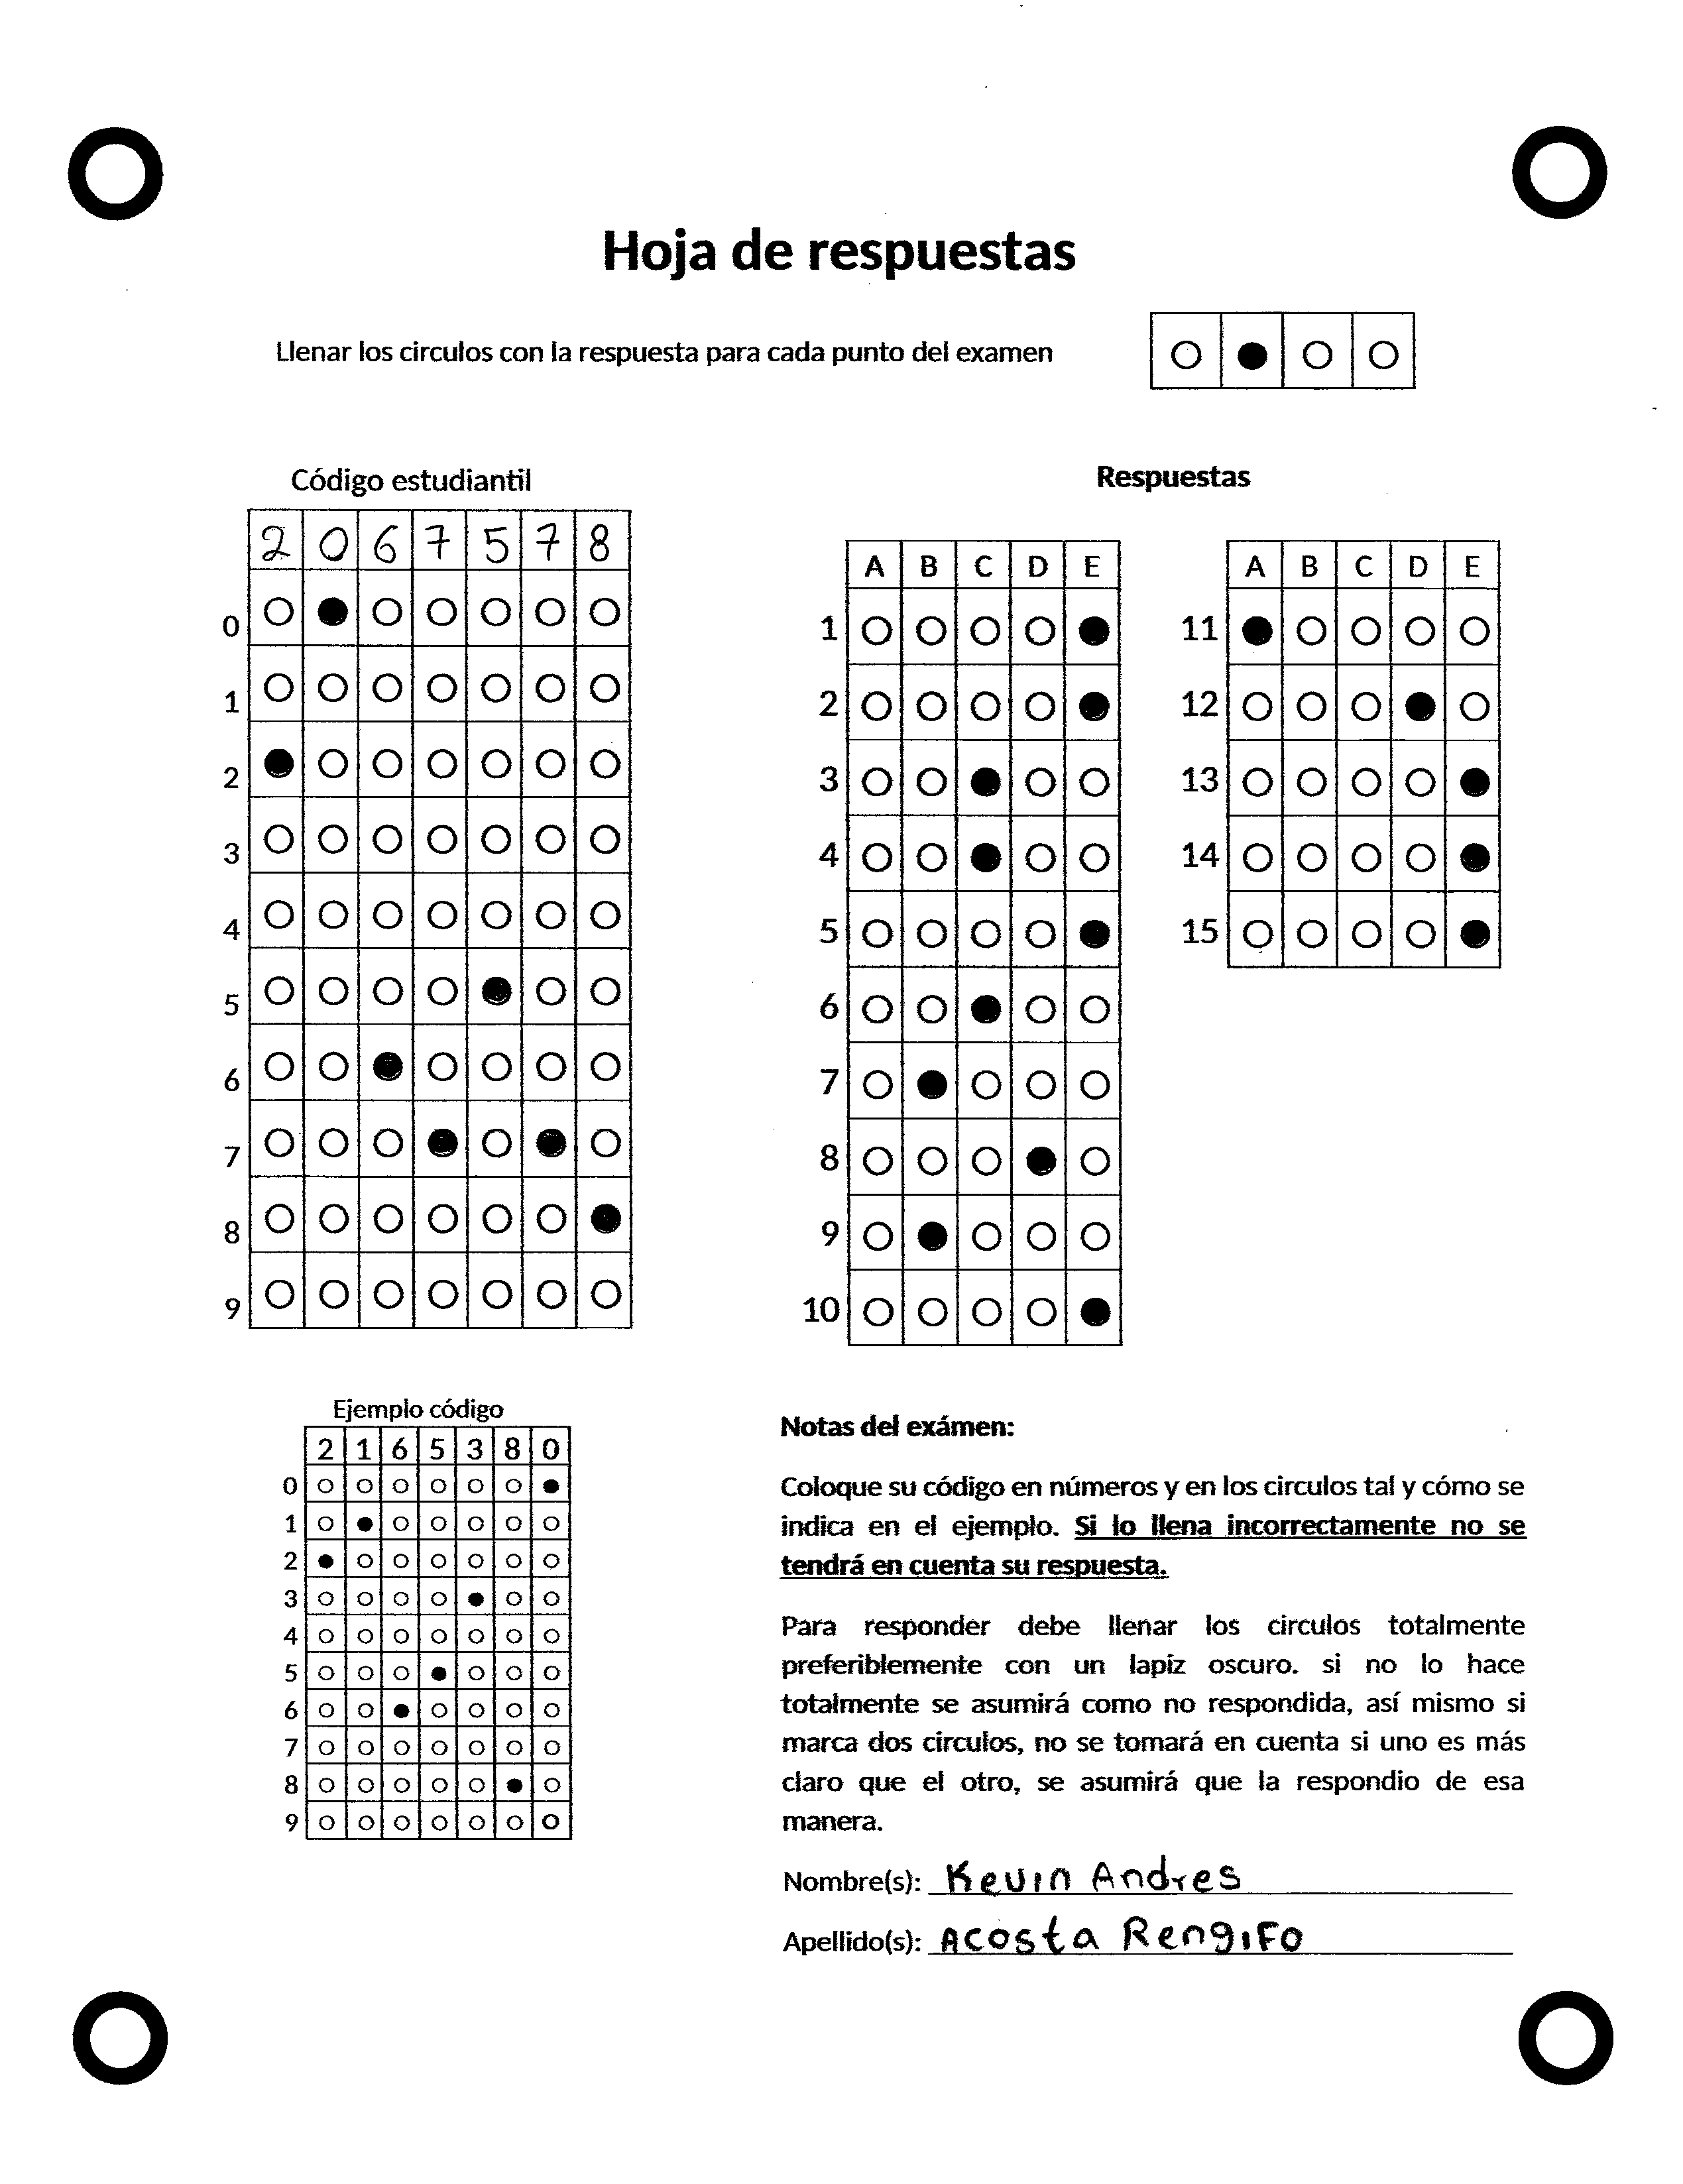 Hoja de respuestas
Llenar los circulos con la respuesta para cada punto del examen
Código estudiantil
2 0 6 7 5 7 8
0
1
2
3
4
5
6
7
8
9
Respuestas
A B C D E
1
2
3
4
5
6
7
8
9
10
A B C D E
11
12
13
14
15
Ejemplo código
2 1 6 5 3 8 0
0
1
2
3
4
5
6
7
8
9
Notas del exámen:
Coloque su código en números y en los circulos tal y cómo se
indica en el ejemplo. Si lo llena incorrectamente no se
tendrá en cuenta su respuesta.
Para responder debe llenar los circulos totalmente
preferiblemente con un lapiz oscuro. si no lo hace
totalmente se asumirá como no respondida, así mismo si
marca dos circulos, no se tomará en cuenta si uno es más
claro que el otro, se asumirá que la respondio de esa
manera.
Nombre(s): Kevin Andres
Apellido(s): Acosta Rengifo